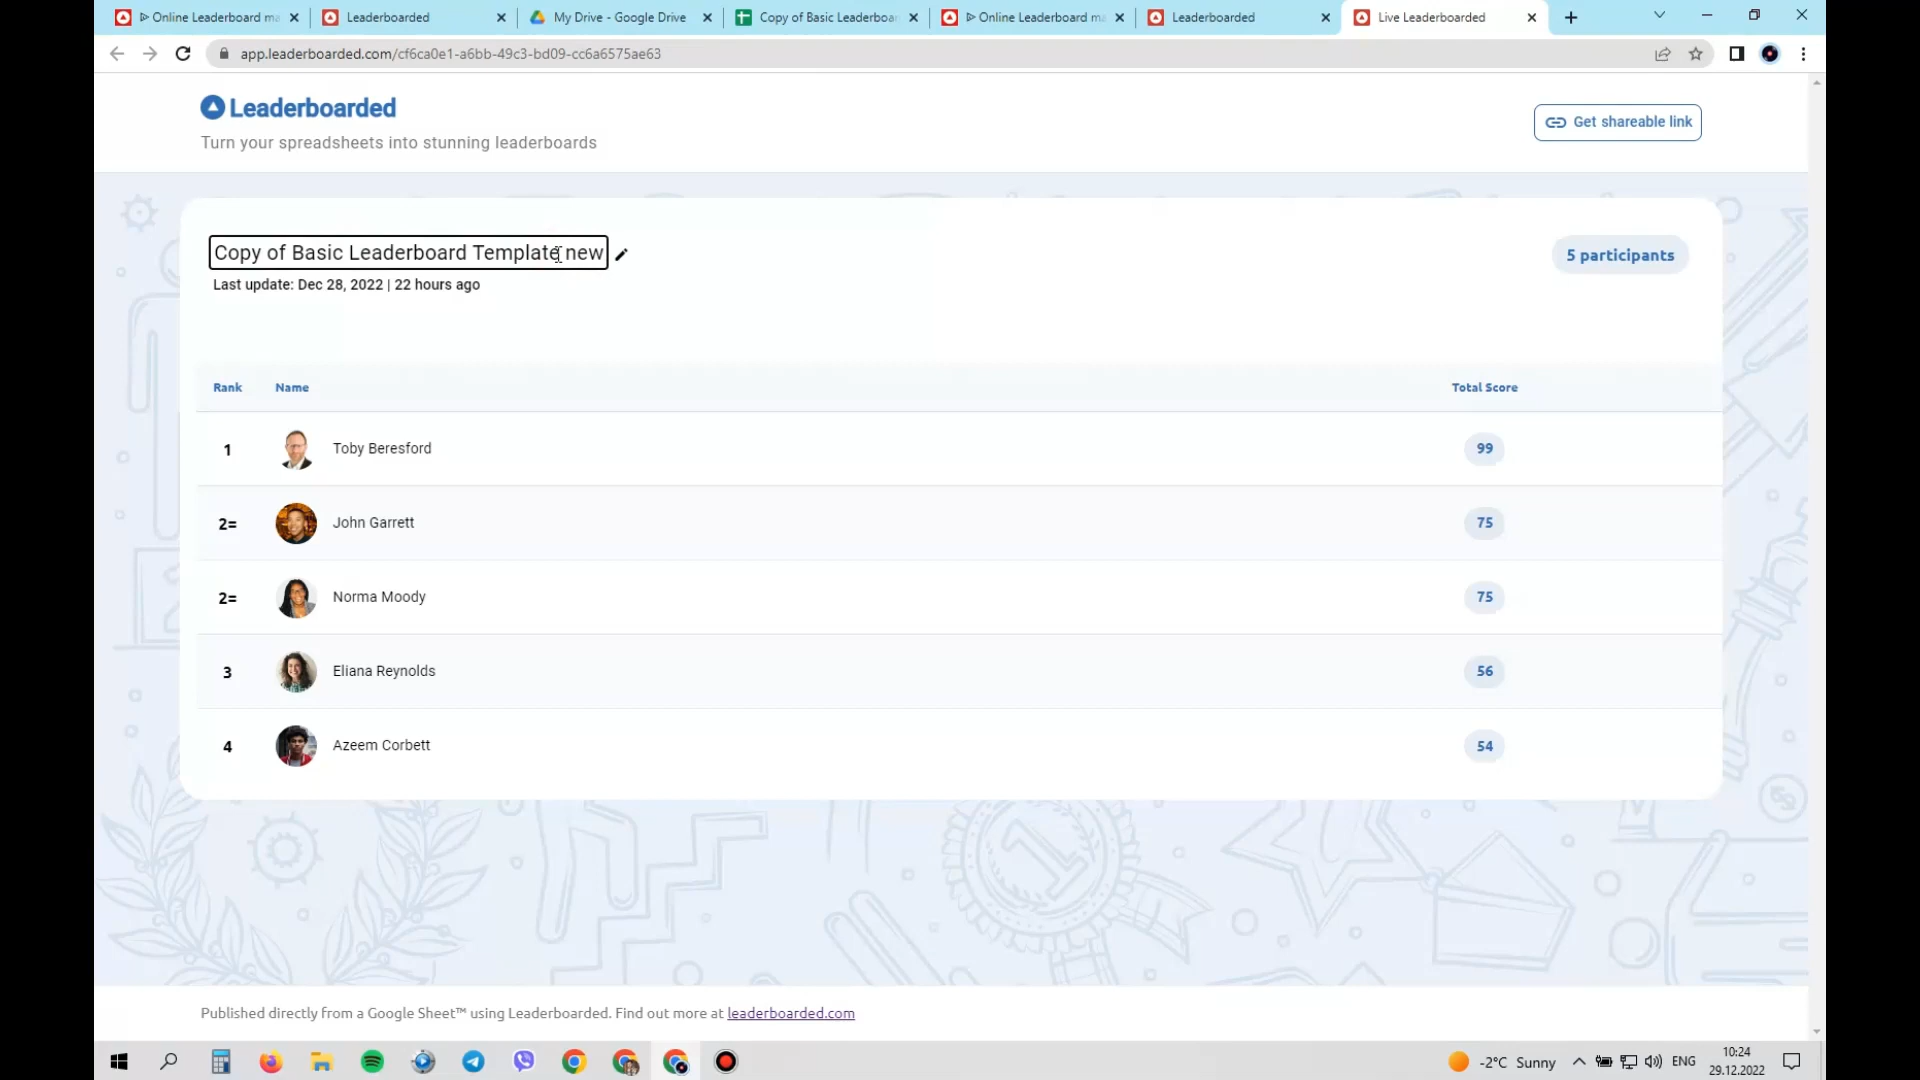 Online Leaderboard ma
Leaderboarded
My Drive - Google Drive
Copy of Basic Leaderboar
Online Leaderboard ma
Leaderboarded
Live Leaderboarded
app.leaderboarded.com/cf6ca0e1-a6bb-49c3-bd09-cc6a6575ae63
Leaderboarded
Turn your spreadsheets into stunning leaderboards
Get shareable link
Copy of Basic Leaderboard Template new
5 participants
Last update: Dec 28, 2022 | 22 hours ago
Rank Name Total Score
1 Toby Beresford 99
2= John Garrett 75
2= Norma Moody 75
3 Eliana Reynolds 56
4 Azeem Corbett 54
Published directly from a Google Sheet™ using Leaderboarded. Find out more at leaderboarded.com
-2°C Sunny
ENG
10:24
29.12.2022